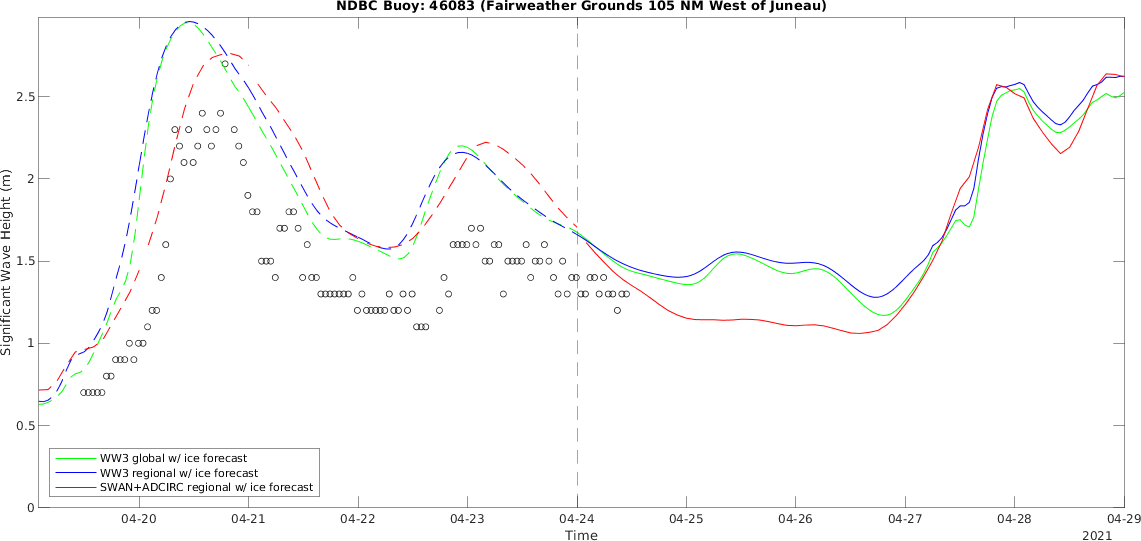 NDBC Buoy: 46083 (Fairweather Grounds 105 NM West of Juneau)
Significant Wave Height (m)
2.5
2
1.5
1
0.5
0
WW3 global w/ ice forecast
WW3 regional w/ ice forecast
SWAN+ADCIRC regional w/ ice forecast
04-20 04-21 04-22 04-23 04-24 04-25 04-26 04-27 04-28 04-29
Time
2021